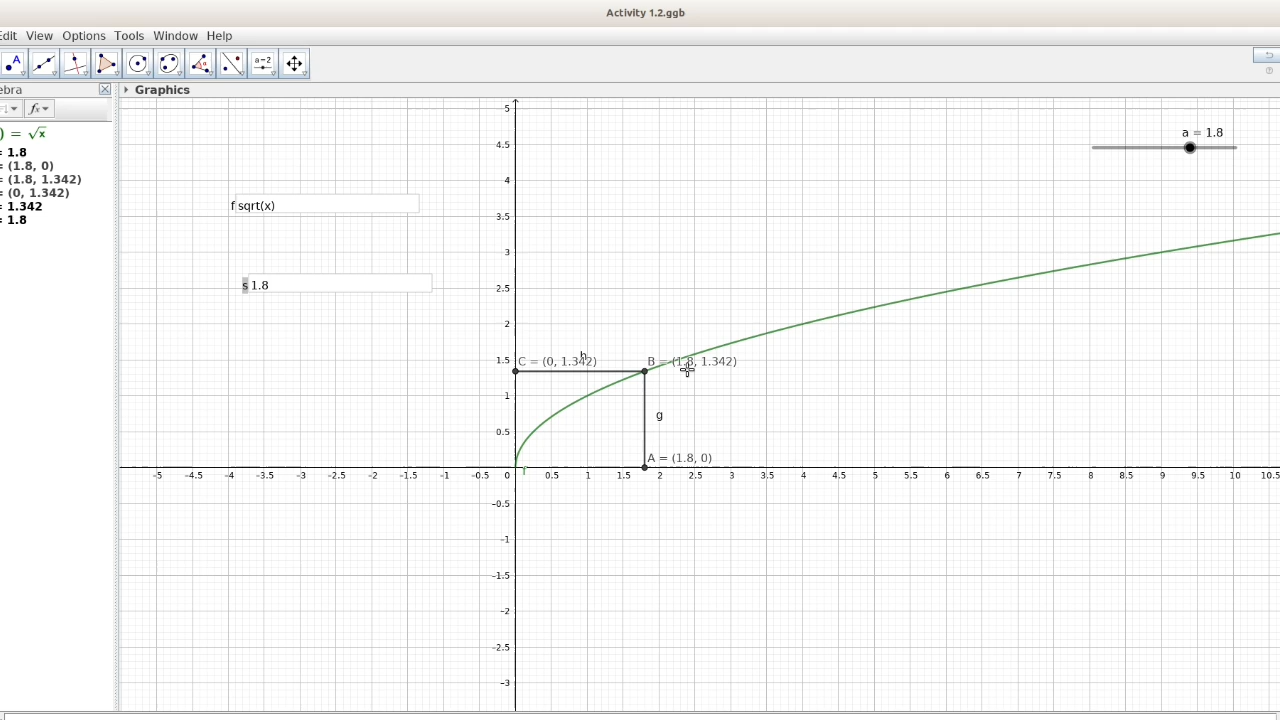 Activity 1.2.ggb
Edit View Options Tools Window Help
A a=2
ebra
Graphics
fx
) = √x
= 1.8
= (1.8, 0)
= (1.8, 1.342)
= (0, 1.342)
= 1.342
= 1.8
a = 1.8
f sqrt(x)
s 1.8
h
C = (0, 1.342) B = (1.8, 1.342)
g
A = (1.8, 0)
f
5
4.5
4
3.5
3
2.5
2
1.5
1
0.5
-5 -4.5 -4 -3.5 -3 -2.5 -2 -1.5 -1 -0.5 0 0.5 1 1.5 2 2.5 3 3.5 4 4.5 5 5.5 6 6.5 7 7.5 8 8.5 9 9.5 10 10.5
-0.5
-1
-1.5
-2
-2.5
-3